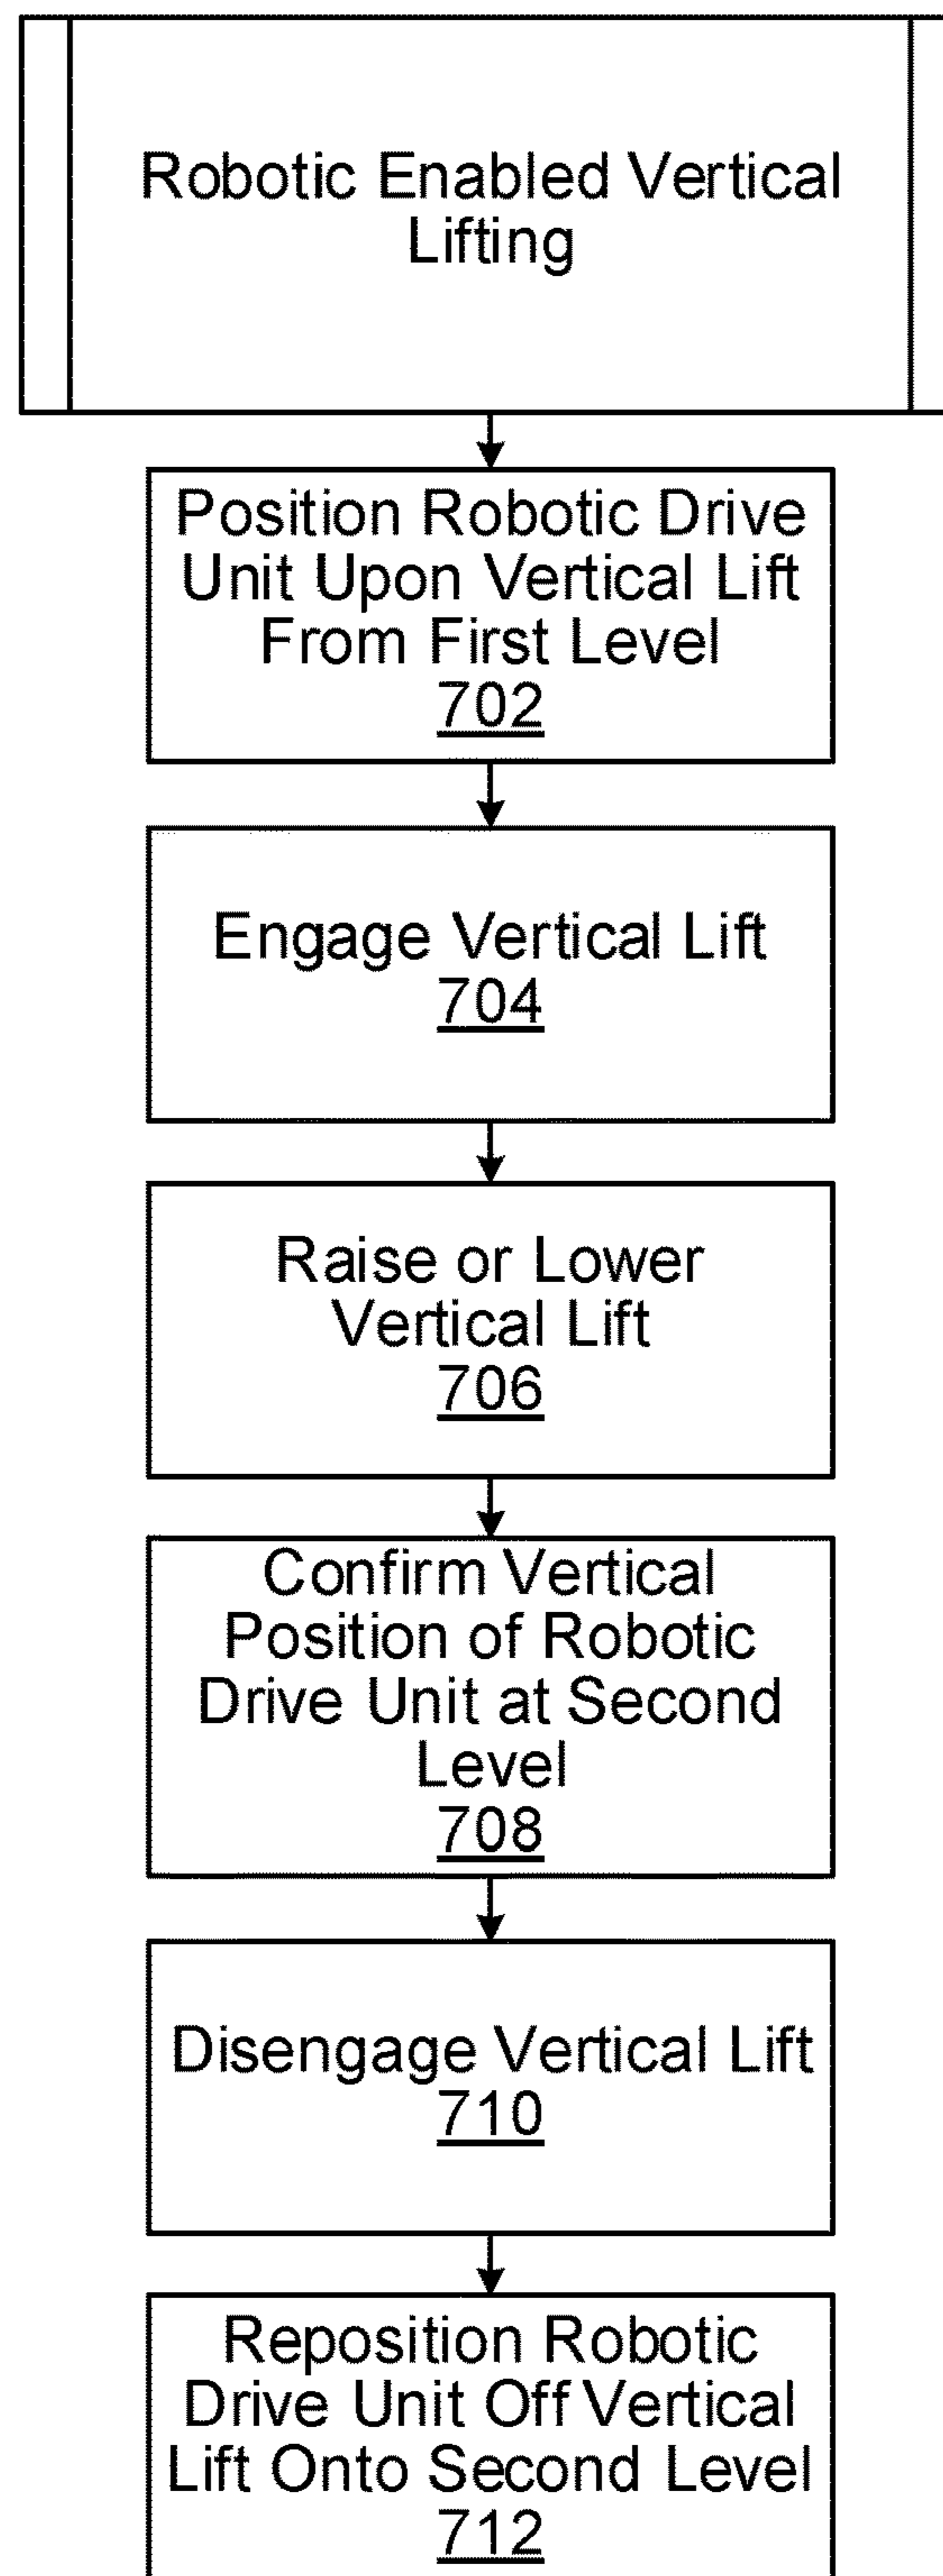 Robotic Enabled Vertical
Lifting
Position Robotic Drive
Unit Upon Vertical Lift
From First Level
702
Engage Vertical Lift
704
Raise or Lower
Vertical Lift
706
Confirm Vertical
Position of Robotic
Drive Unit at Second
Level
708
Disengage Vertical Lift
710
Reposition Robotic
Drive Unit Off Vertical
Lift Onto Second Level
712